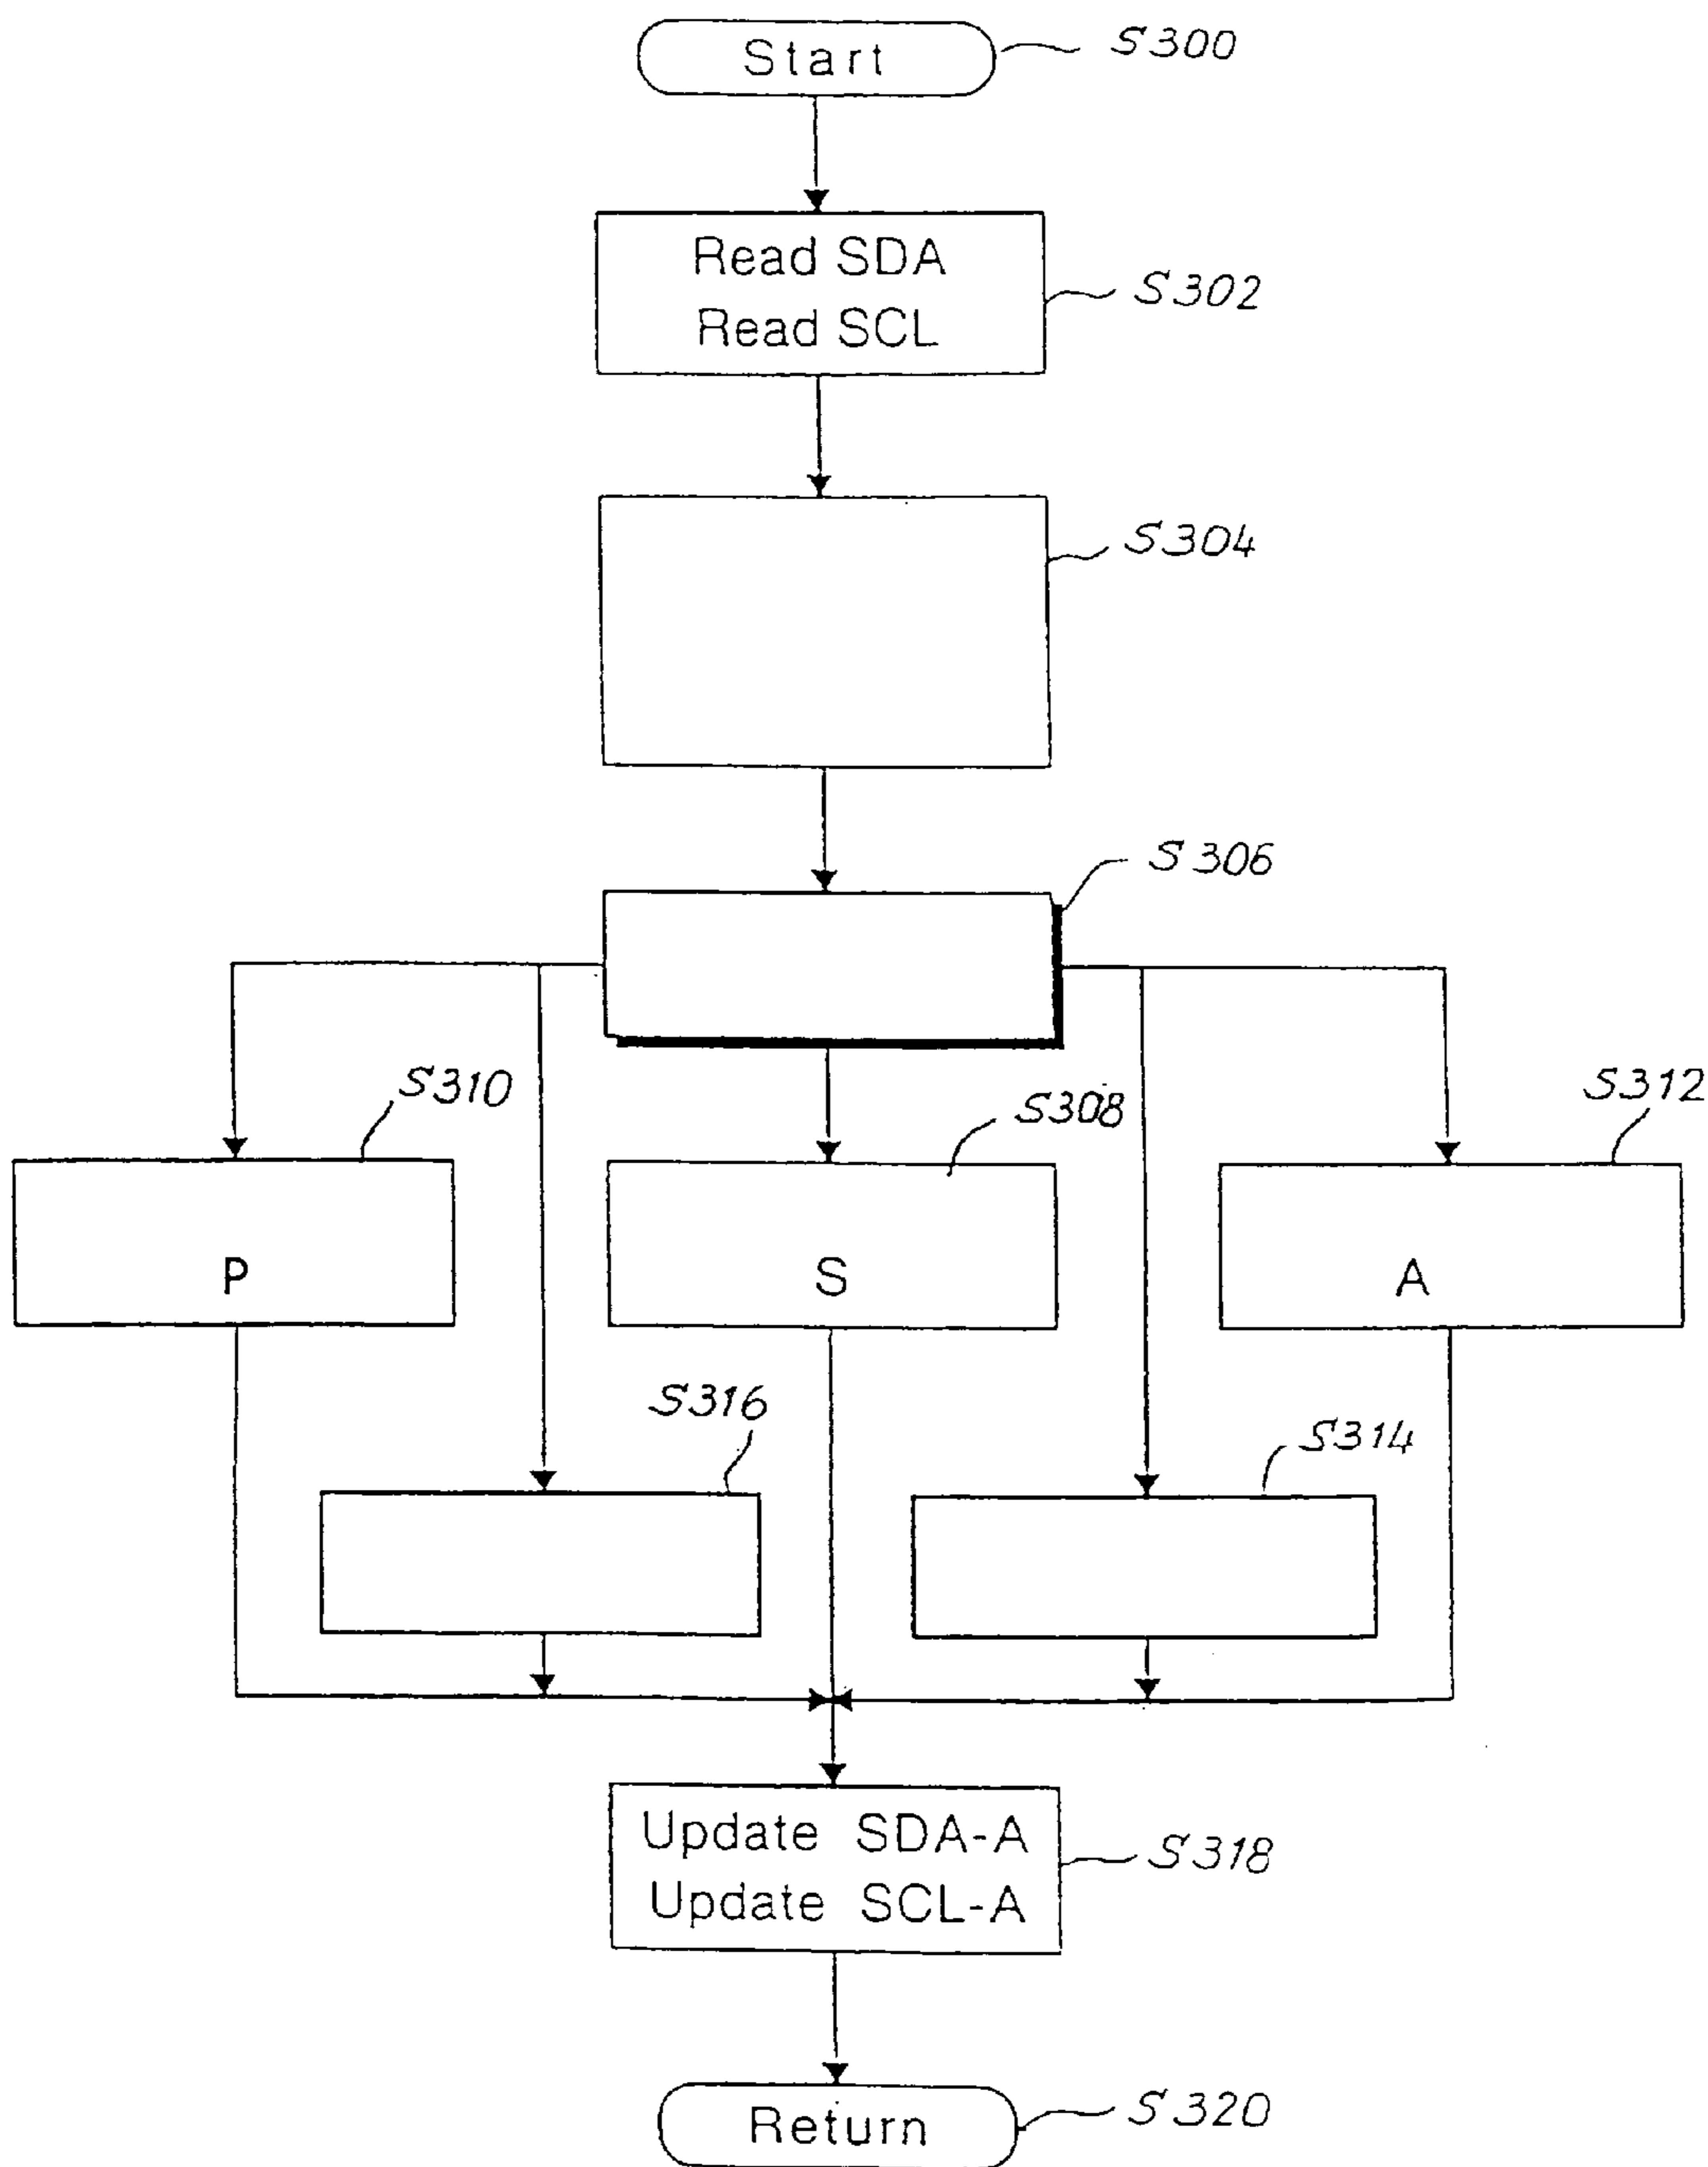 Start
S300
Read SDA
Read SCL
S302
S304
S306
S310
S308
S312
P
S
A
S316
S314
Update SDA-A
Update SCL-A
S318
Return
S320